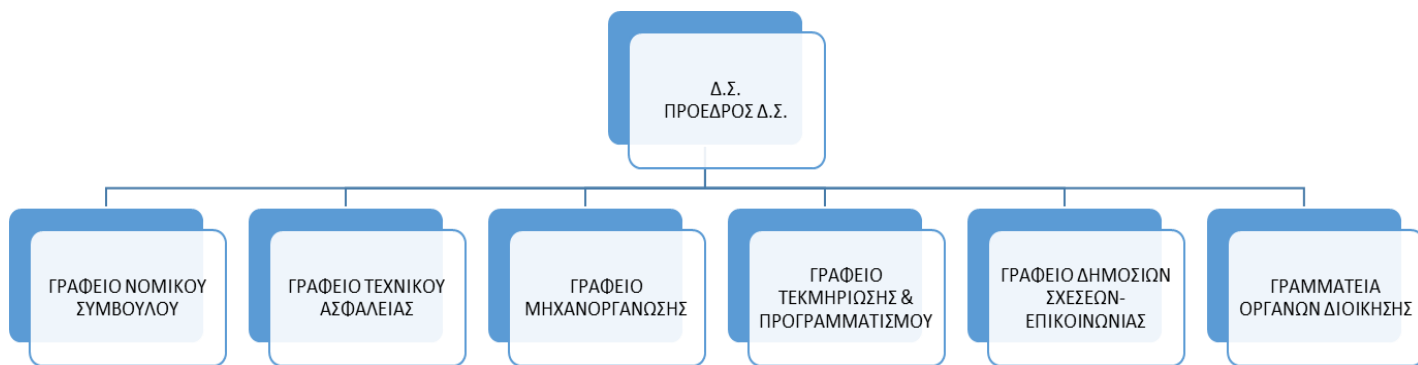 Δ.Σ.
ΠΡΟΕΔΡΟΣ Δ.Σ.
ΓΡΑΦΕΙΟ ΝΟΜΙΚΟΥ
ΣΥΜΒΟΥΛΟΥ
ΓΡΑΦΕΙΟ ΤΕΧΝΙΚΟΥ
ΑΣΦΑΛΕΙΑΣ
ΓΡΑΦΕΙΟ
ΜΗΧΑΝΟΡΓΑΝΩΣΗΣ
ΓΡΑΦΕΙΟ
ΤΕΚΜΗΡΙΩΣΗΣ &
ΠΡΟΓΡΑΜΜΑΤΙΣΜΟΥ
ΓΡΑΦΕΙΟ ΔΗΜΟΣΙΩΝ
ΣΧΕΣΕΩΝ-
ΕΠΙΚΟΙΝΩΝΙΑΣ
ΓΡΑΜΜΑΤΕΙΑ
ΟΡΓΑΝΩΝ ΔΙΟΙΚΗΣΗΣ